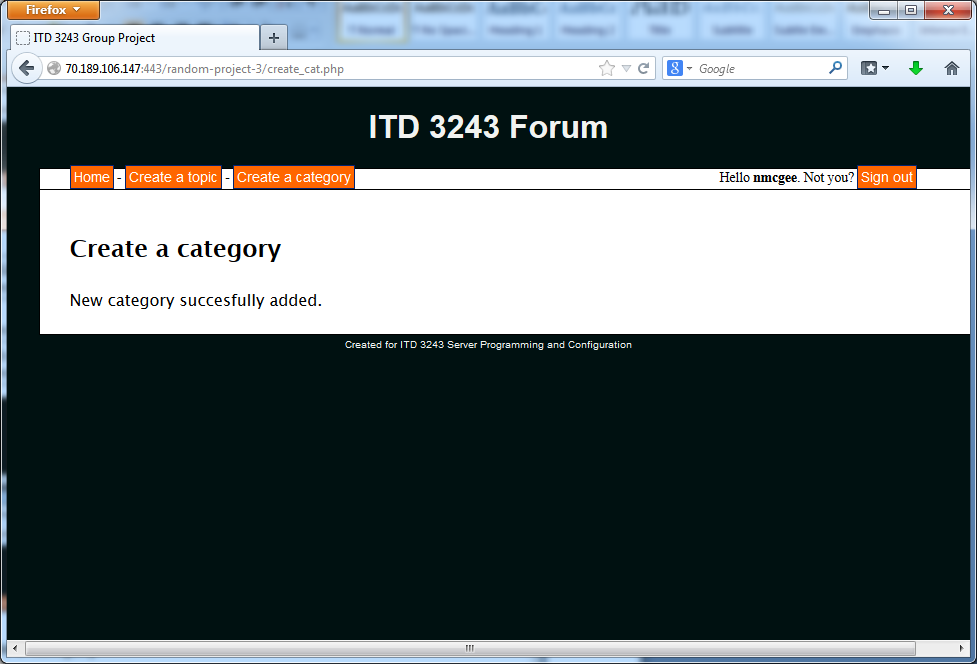 Firefox
ITD 3243 Group Project
70.189.106.147:443/random-project-3/create_cat.php
Google
ITD 3243 Forum
Home - Create a topic - Create a category
Hello nmcgee. Not you? Sign out
Create a category
New category succesfully added.
Created for ITD 3243 Server Programming and Configuration